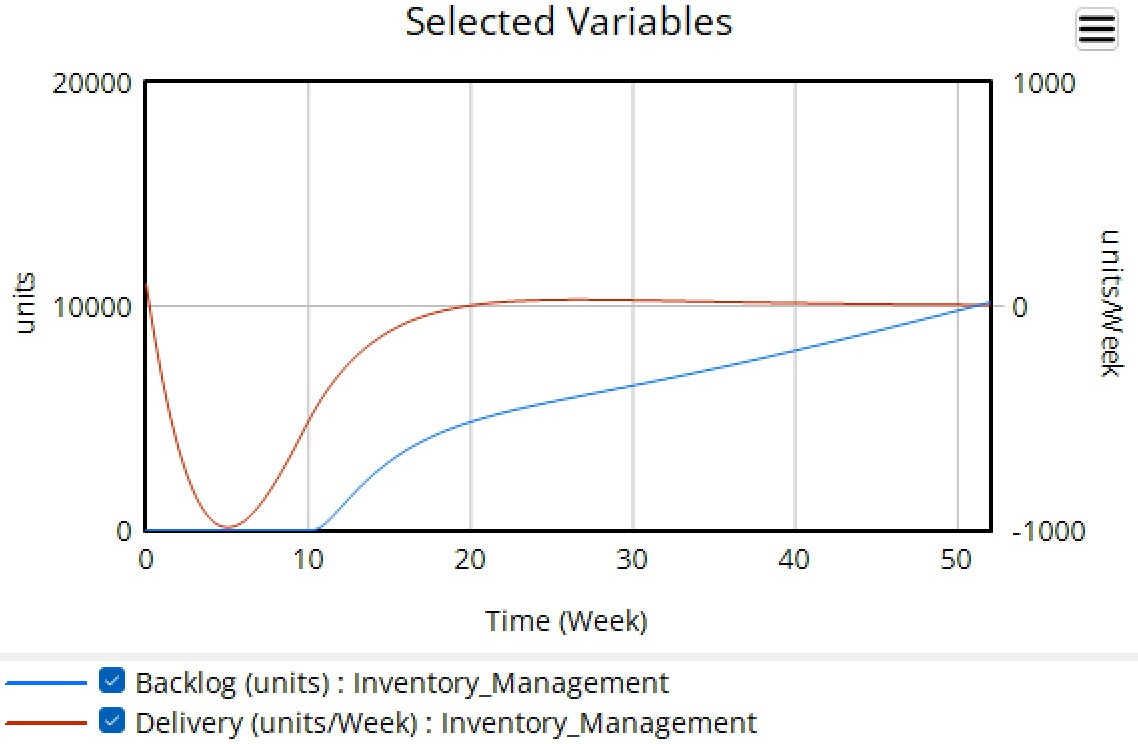 Selected Variables
20000
1000
units
10000
0
units/Week
0
-1000
0 10 20 30 40 50
Time (Week)
Backlog (units) : Inventory_Management
Delivery (units/Week) : Inventory_Management